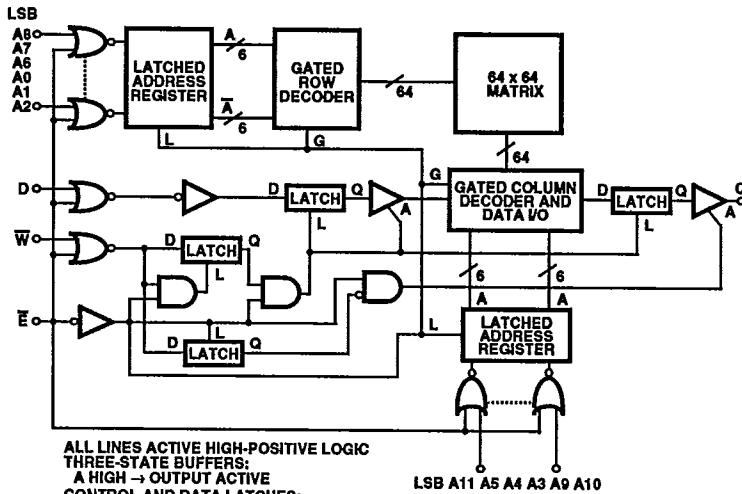 LSB
A8
A7
A6
A0
A1
A2
LATCHED
ADDRESS
REGISTER
A
6
A
6
L
GATED
ROW
DECODER
G
64
64 x 64
MATRIX
64
D
D
LATCH
Q
L
A
G
GATED COLUMN
DECODER AND
DATA I/O
D
LATCH
Q
L
A
W
D
LATCH
Q
L
6
6
A
A
E
L
D
LATCH
Q
L
LATCHED
ADDRESS
REGISTER
ALL LINES ACTIVE HIGH-POSITIVE LOGIC
THREE-STATE BUFFERS:
A HIGH → OUTPUT ACTIVE
LSB A11 A5 A4 A3 A9 A10